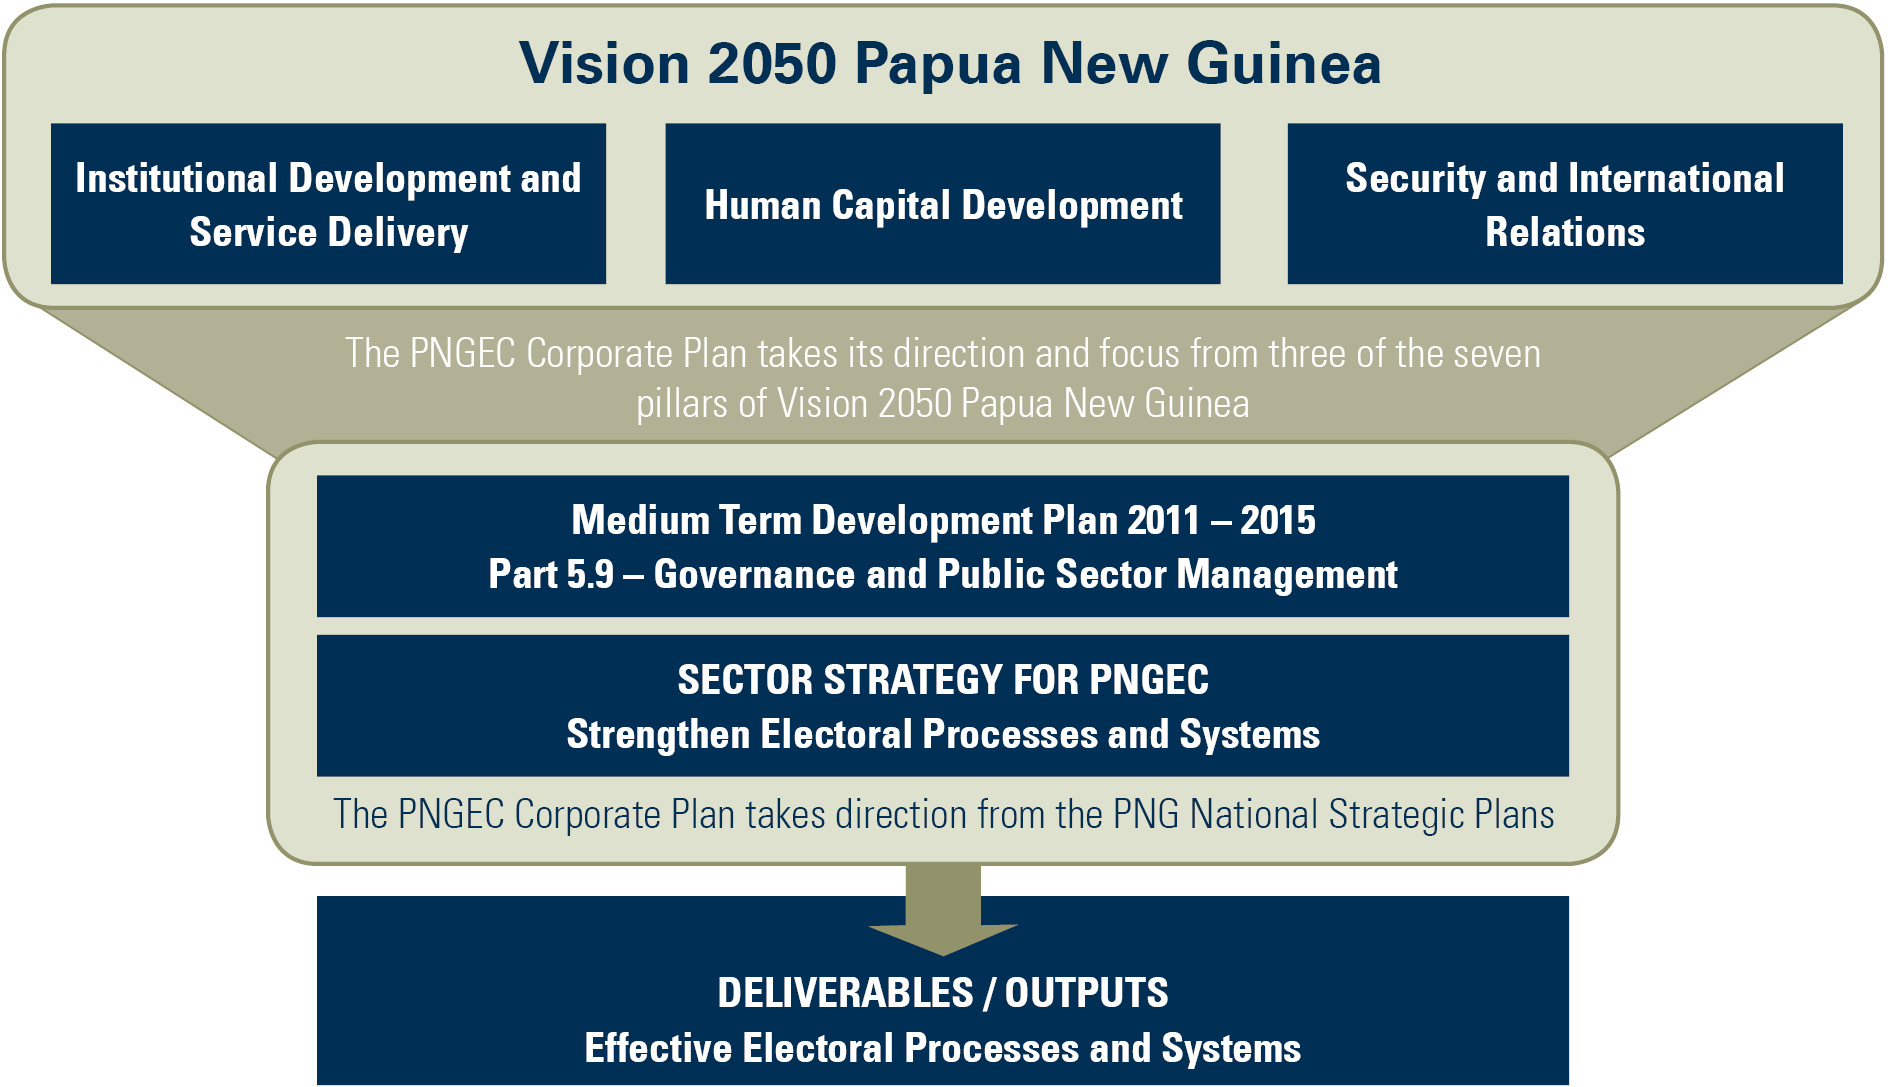 Vision 2050 Papua New Guinea
Institutional Development and
Service Delivery
Human Capital Development
Security and International
Relations
The PNGEC Corporate Plan takes its direction and focus from three of the seven
pillars of Vision 2050 Papua New Guinea
Medium Term Development Plan 2011 – 2015
Part 5.9 – Governance and Public Sector Management
SECTOR STRATEGY FOR PNGEC
Strengthen Electoral Processes and Systems
The PNGEC Corporate Plan takes direction from the PNG National Strategic Plans
DELIVERABLES / OUTPUTS
Effective Electoral Processes and Systems